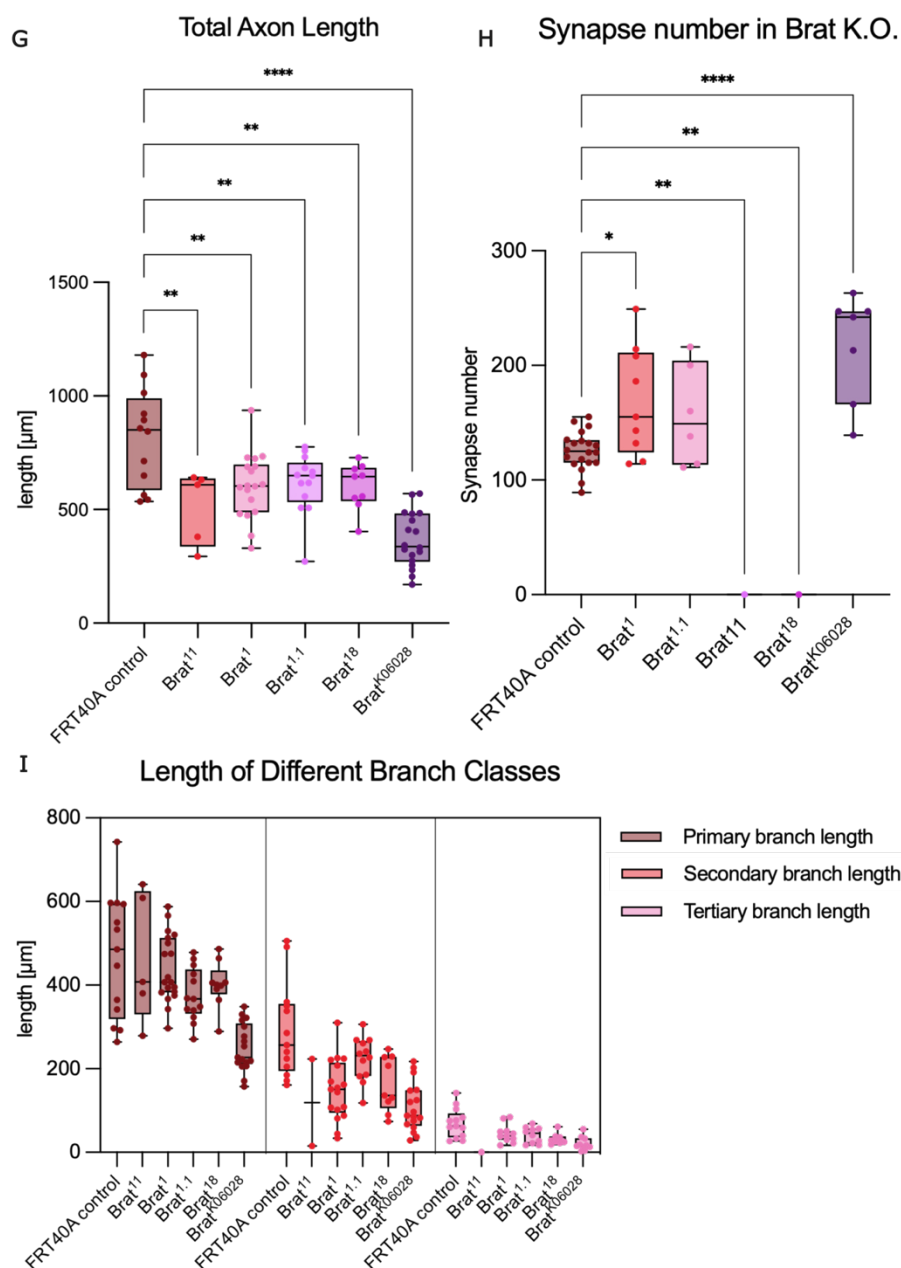 G
Total Axon Length
****
**
**
**
**
1500
1000
500
0
length [µm]
FRT40A control
Brat¹¹
Brat¹
Brat¹·¹
Brat¹⁸
Bratᴷ⁰⁶⁰²⁸
H
Synapse number in Brat K.O.
****
**
**
*
300
200
100
0
Synapse number
FRT40A control
Brat¹
Brat¹·¹
Brat11
Brat¹⁸
Bratᴷ⁰⁶⁰²⁸
I
Length of Different Branch Classes
800
600
400
200
0
length [µm]
FRT40A control
Brat¹¹
Brat¹
Brat¹·¹
Brat¹⁸
Bratᴷ⁰⁶⁰²⁸
FRT40A control
Brat¹¹
Brat¹
Brat¹·¹
Brat¹⁸
Bratᴷ⁰⁶⁰²⁸
FRT40A control
Brat¹¹
Brat¹
Brat¹·¹
Brat¹⁸
Bratᴷ⁰⁶⁰²⁸
Primary branch length
Secondary branch length
Tertiary branch length